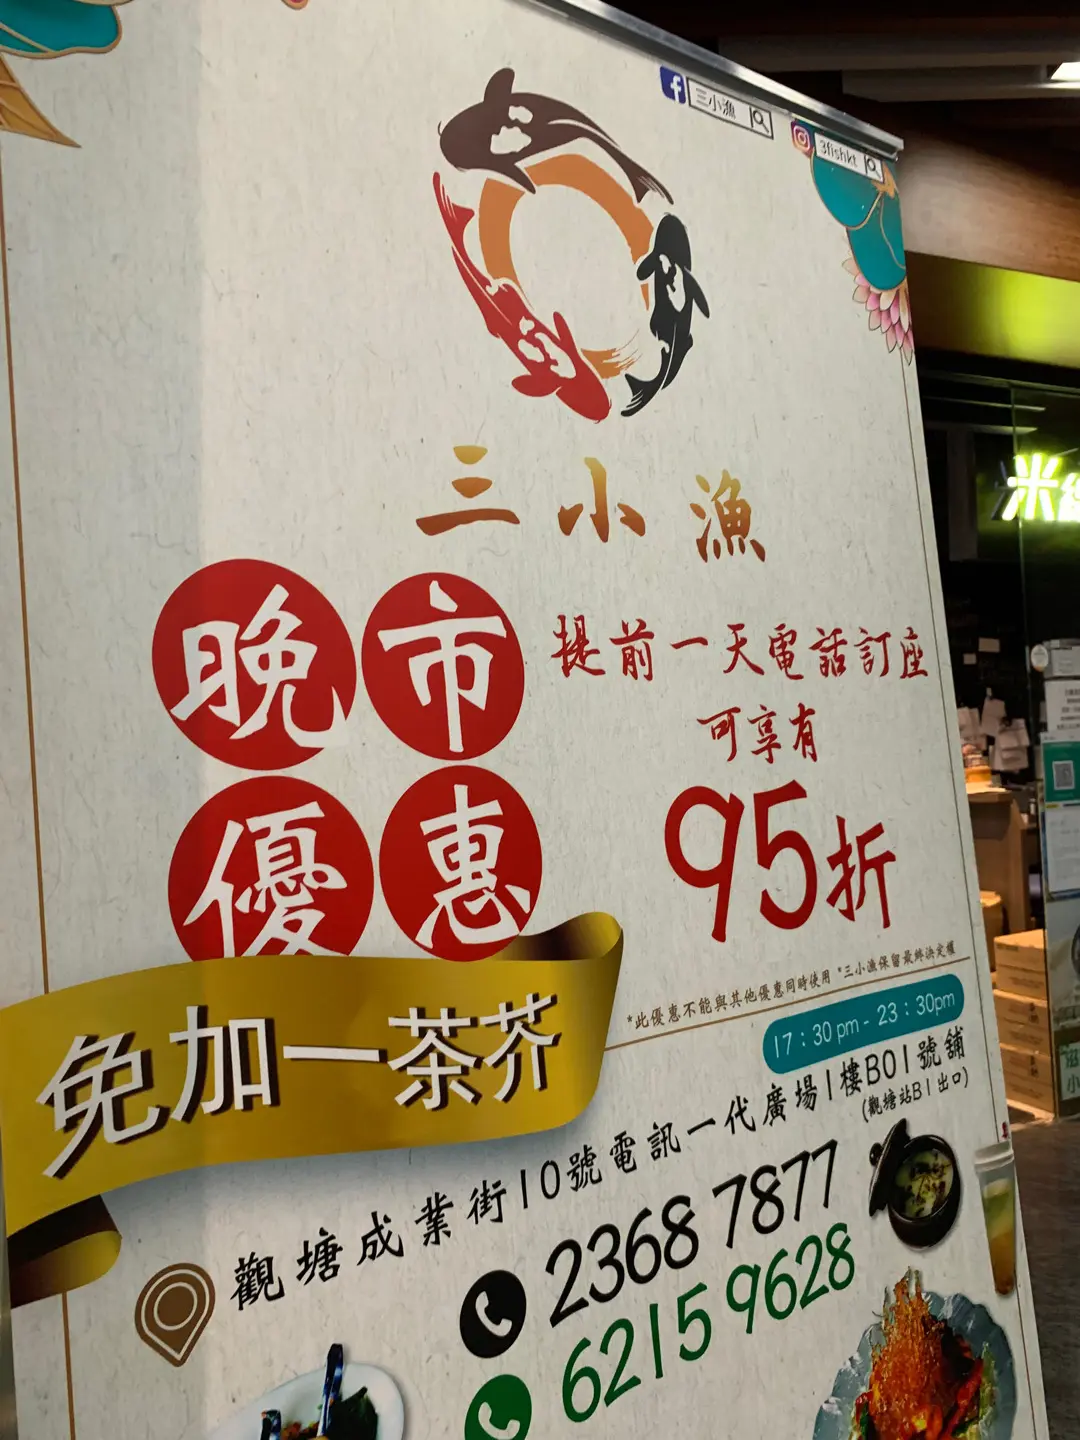 三小漁
3fishkt
三小漁
晚市
優惠
提前一天電話訂座
可享有
95折
*此優惠不能與其他優惠同時使用 *三小漁保留最終決定權
免加一茶芥
17:30pm-23:30pm
觀塘成業街10號電訊一代廣場1樓B01號舖
(觀塘站B1出口)
2368 7877
6215 9628
米